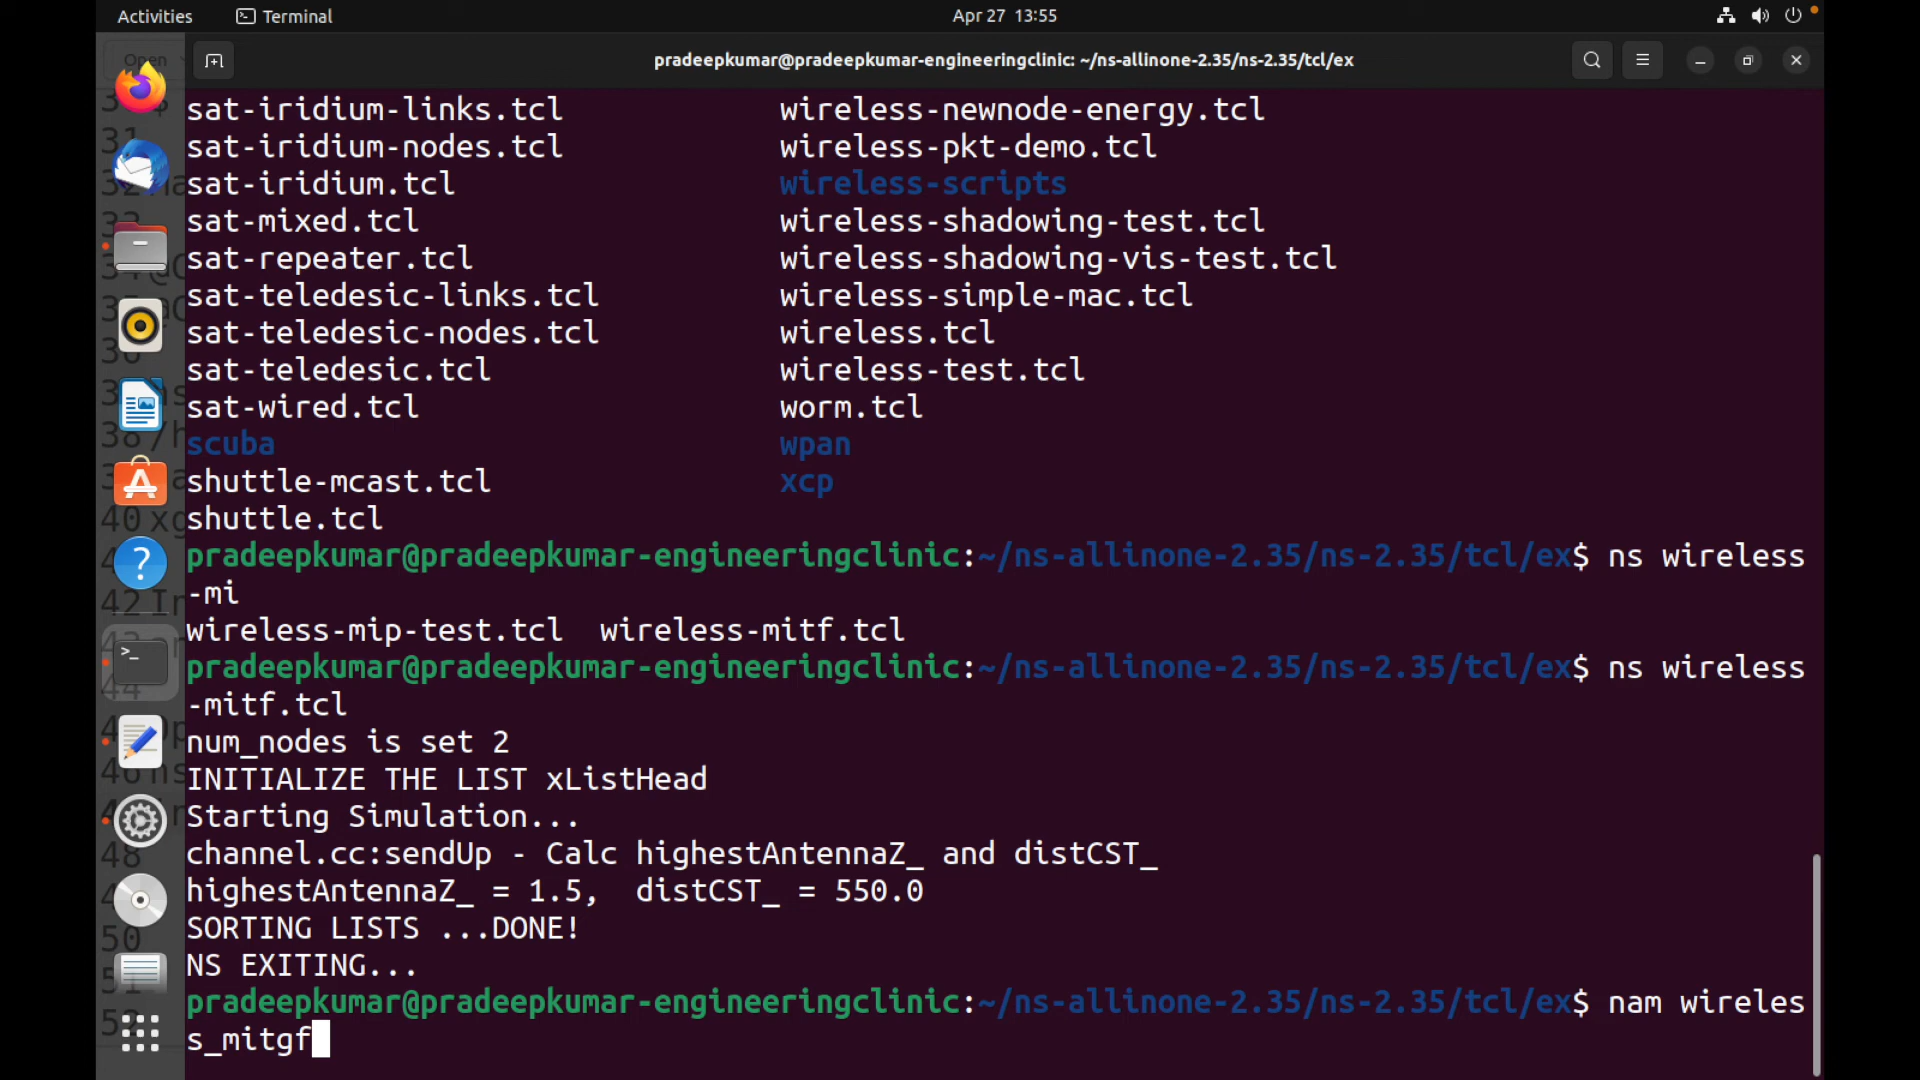 Activities Terminal Apr 27 13:55
pradeepkumar@pradeepkumar-engineeringclinic: ~/ns-allinone-2.35/ns-2.35/tcl/ex
sat-iridium-links.tcl wireless-newnode-energy.tcl
sat-iridium-nodes.tcl wireless-pkt-demo.tcl
sat-iridium.tcl wireless-scripts
sat-mixed.tcl wireless-shadowing-test.tcl
sat-repeater.tcl wireless-shadowing-vis-test.tcl
sat-teledesic-links.tcl wireless-simple-mac.tcl
sat-teledesic-nodes.tcl wireless.tcl
sat-teledesic.tcl wireless-test.tcl
sat-wired.tcl worm.tcl
scuba wpan
shuttle-mcast.tcl xcp
shuttle.tcl
pradeepkumar@pradeepkumar-engineeringclinic:~/ns-allinone-2.35/ns-2.35/tcl/ex$ ns wireless
-mi
wireless-mip-test.tcl wireless-mitf.tcl
pradeepkumar@pradeepkumar-engineeringclinic:~/ns-allinone-2.35/ns-2.35/tcl/ex$ ns wireless
-mitf.tcl
num_nodes is set 2
INITIALIZE THE LIST xListHead
Starting Simulation...
channel.cc:sendUp - Calc highestAntennaZ_ and distCST_
highestAntennaZ_ = 1.5, distCST_ = 550.0
SORTING LISTS ...DONE!
NS EXITING...
pradeepkumar@pradeepkumar-engineeringclinic:~/ns-allinone-2.35/ns-2.35/tcl/ex$ nam wireles
s_mitgf